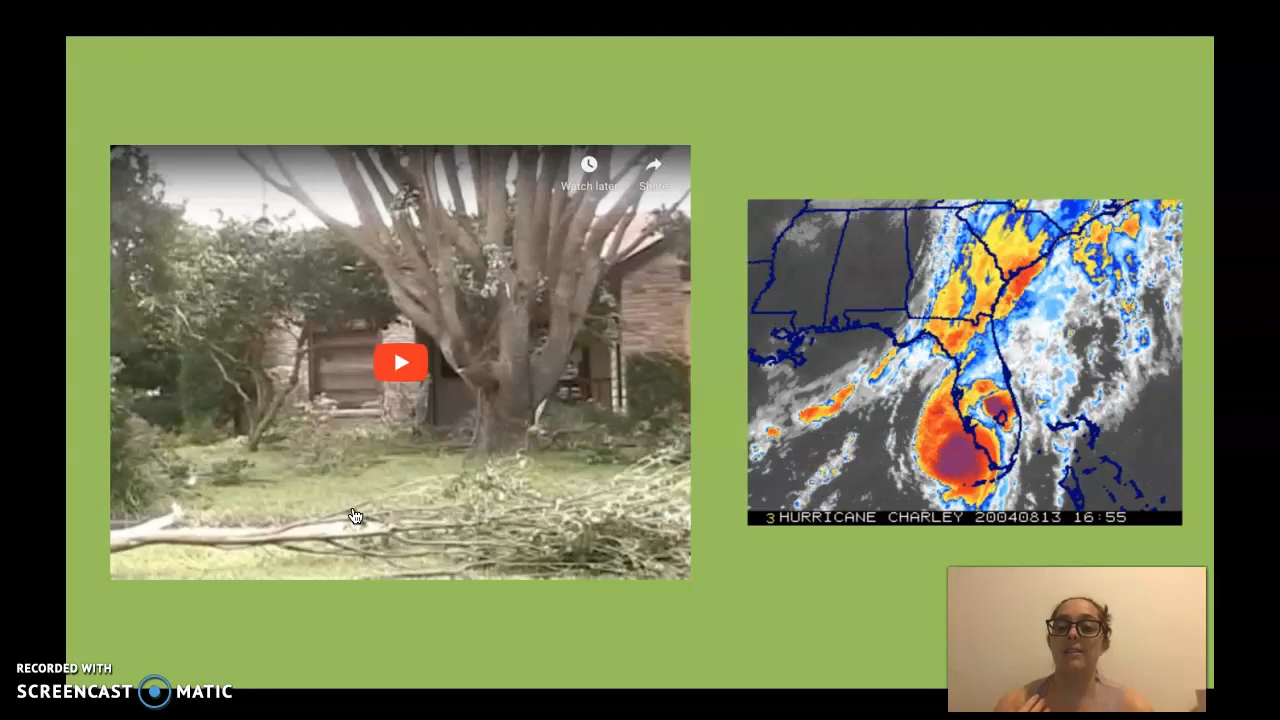 Watch later
Share
3 HURRICANE CHARLEY 20040813 16:55
RECORDED WITH
SCREENCAST MATIC